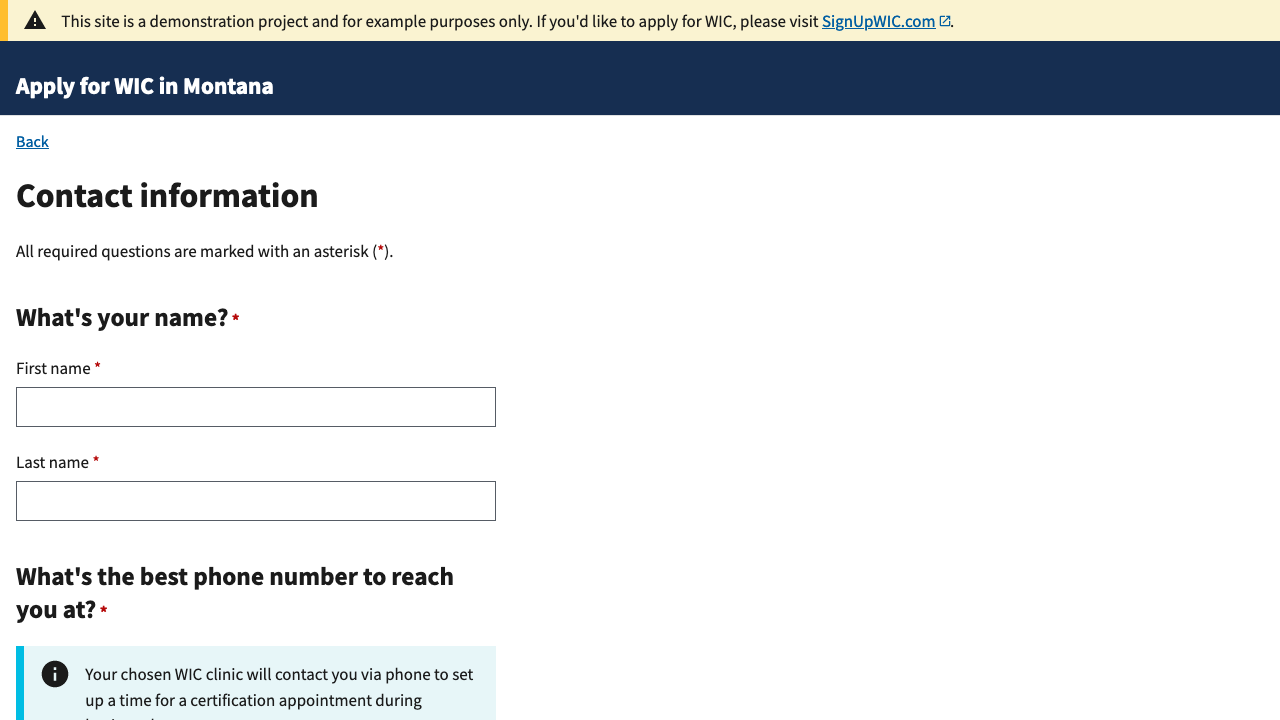 This site is a demonstration project and for example purposes only. If you'd like to apply for WIC, please visit SignUpWIC.com.
Apply for WIC in Montana
Back
Contact information
All required questions are marked with an asterisk (*).
What's your name? *
First name *
Last name *
What's the best phone number to reach
you at? *
Your chosen WIC clinic will contact you via phone to set
up a time for a certification appointment during